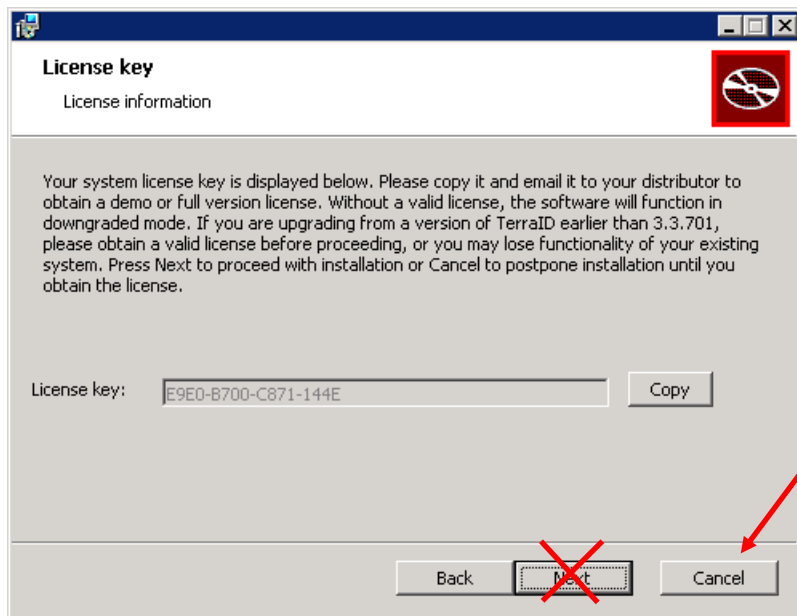 License key
License information
Your system license key is displayed below. Please copy it and email it to your distributor to
obtain a demo or full version license. Without a valid license, the software will function in
downgraded mode. If you are upgrading from a version of TerraID earlier than 3.3.701,
please obtain a valid license before proceeding, or you may lose functionality of your existing
system. Press Next to proceed with installation or Cancel to postpone installation until you
obtain the license.
License key: E9E0-B700-C871-144E Copy
Back Next Cancel